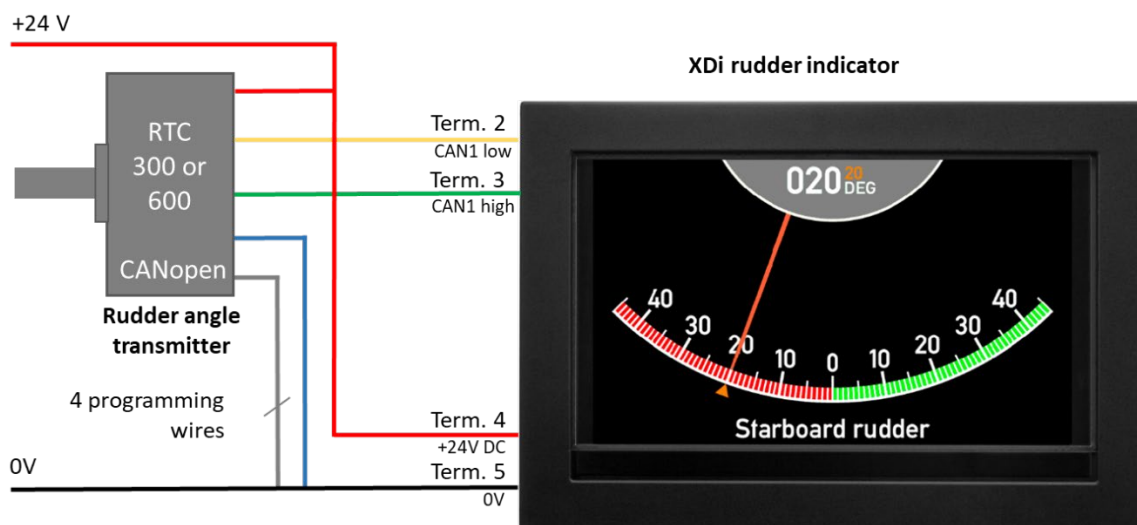 +24 V
XDi rudder indicator
RTC
300 or
600
CANopen
Rudder angle
transmitter
4 programming
wires
0V
Term. 2
CAN1 low
Term. 3
CAN1 high
Term. 4
+24V DC
Term. 5
0V
020 20
DEG
40 30 20 10 0 10 20 30 40
Starboard rudder